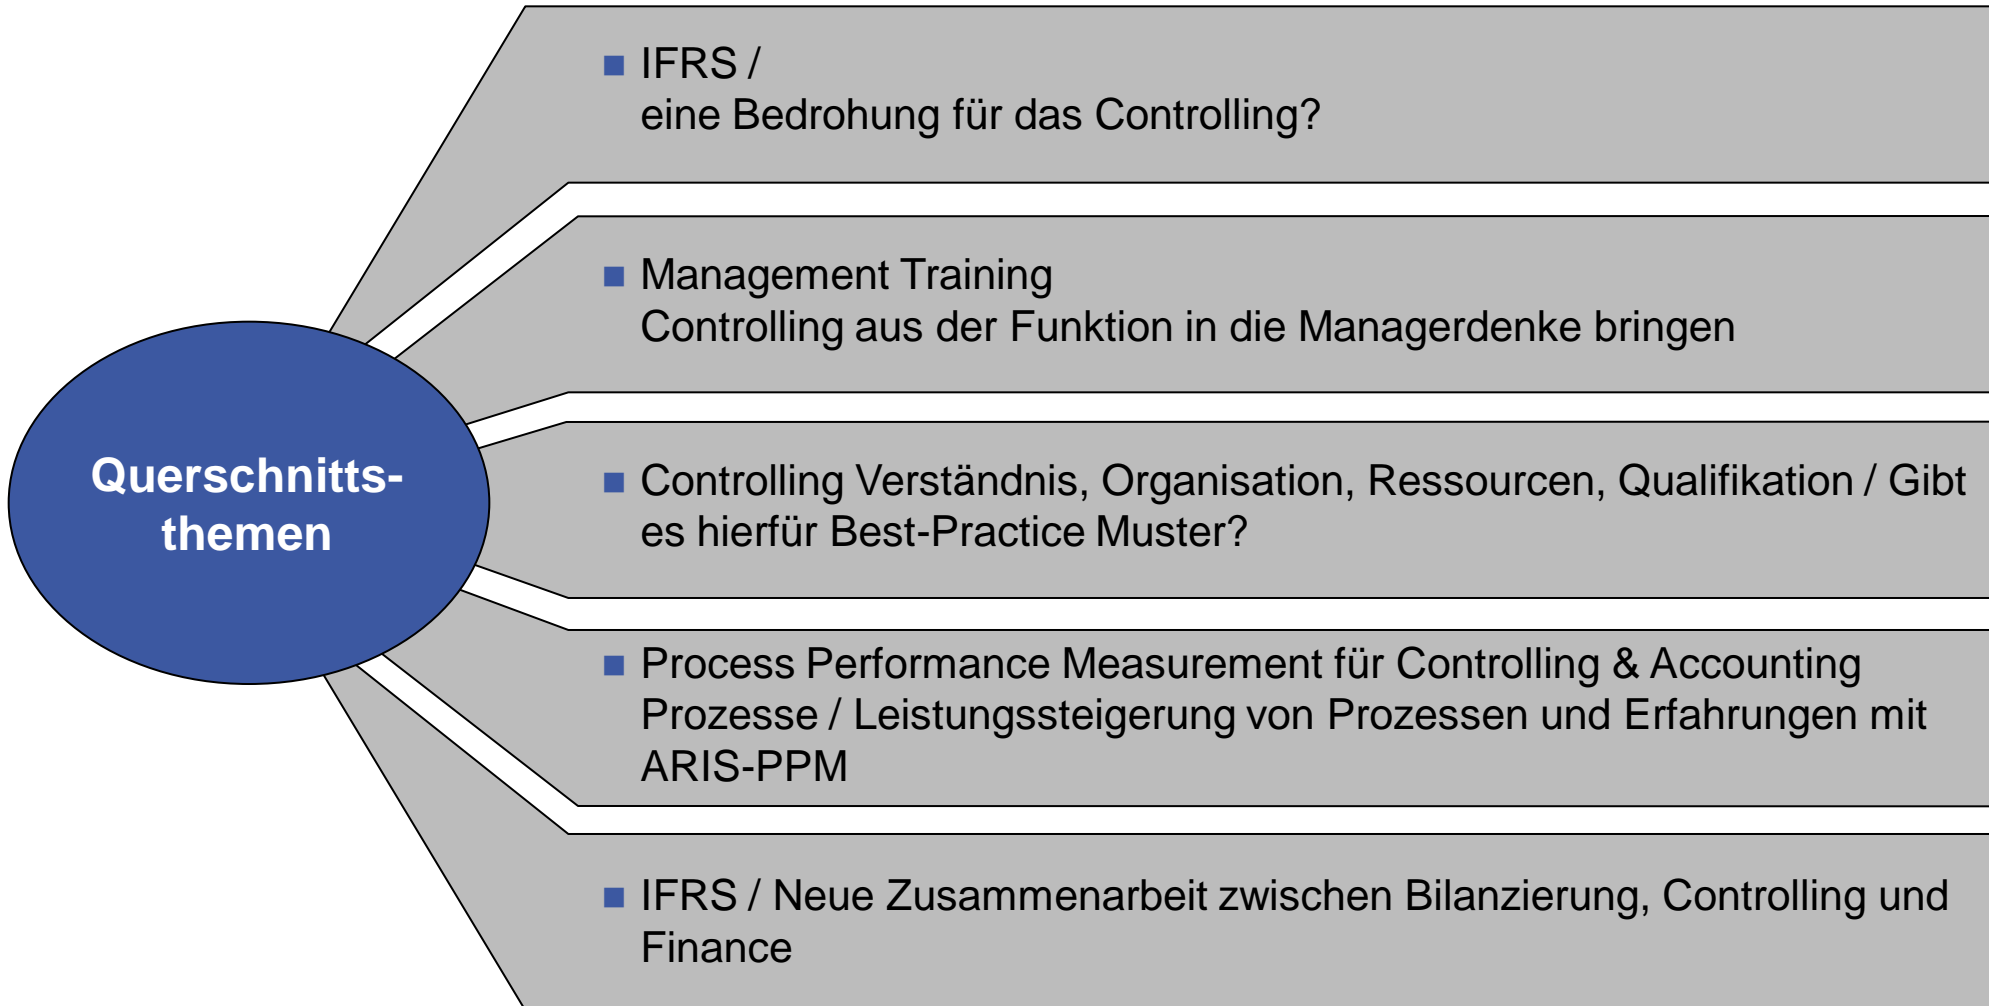 IFRS /
eine Bedrohung für das Controlling?
Management Training
Controlling aus der Funktion in die Managerdenke bringen
Querschnitts-
themen
Controlling Verständnis, Organisation, Ressourcen, Qualifikation / Gibt
es hierfür Best-Practice Muster?
Process Performance Measurement für Controlling & Accounting
Prozesse / Leistungssteigerung von Prozessen und Erfahrungen mit
ARIS-PPM
IFRS / Neue Zusammenarbeit zwischen Bilanzierung, Controlling und
Finance